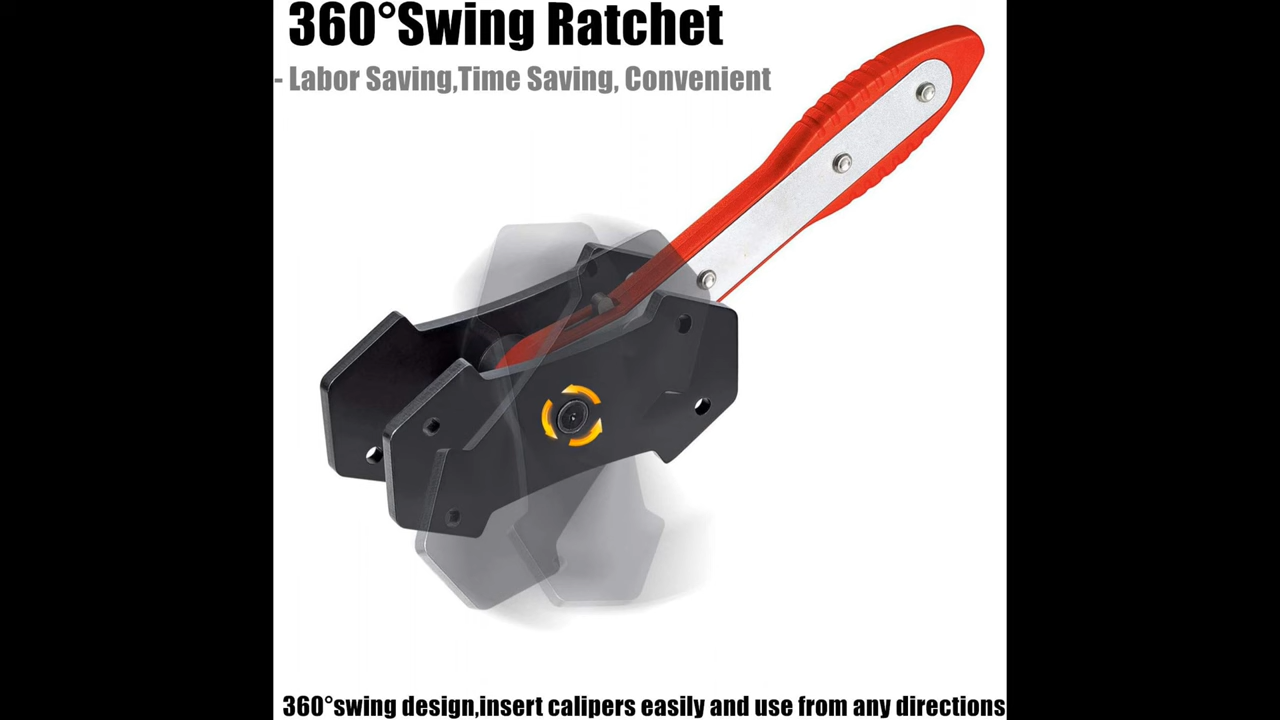 360°Swing Ratchet
- Labor Saving,Time Saving, Convenient
360°swing design,insert calipers easily and use from any directions